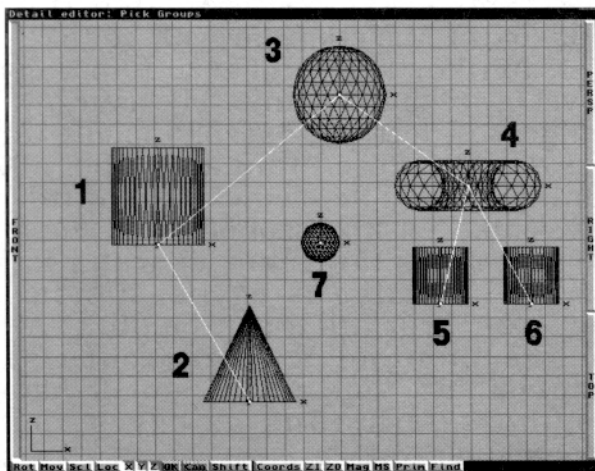 Detail editor: Pick Groups
3
Z
X
PERSP
4
Z
X
1
Z
X
FRONT
RIGHT
Z
X
7
Z
X
5
Z
X
6
2
Z
X
TOP
Z
X
Rot Mov Scl Loc X Y Z OK Can Shift Coords ZI ZO Mag MS Prim Find